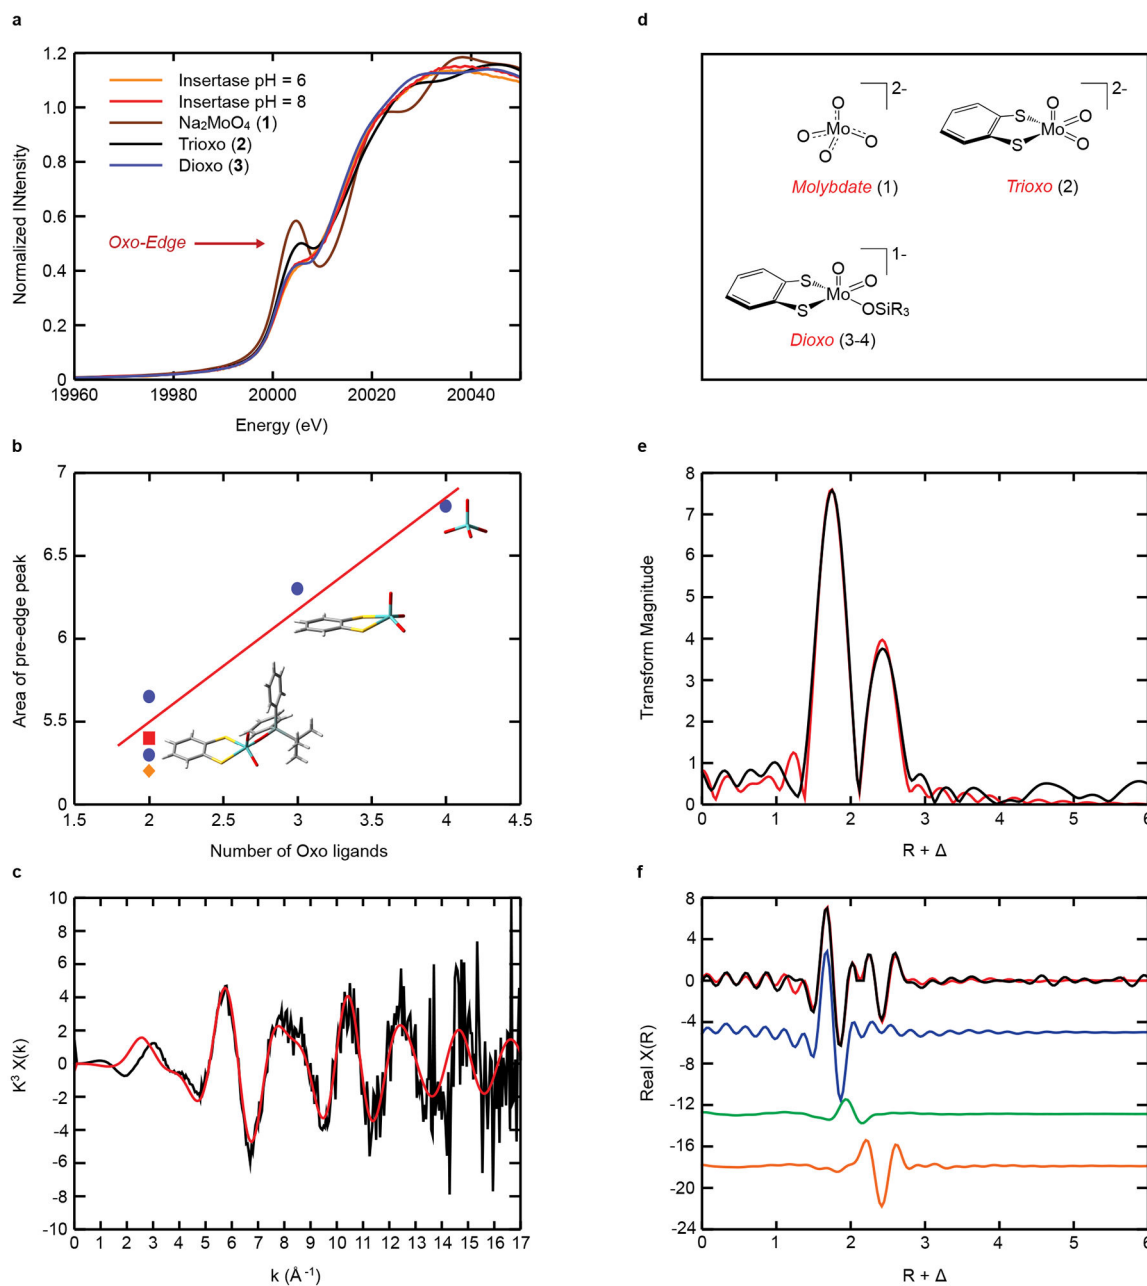 a
1.2
1.0
0.8
0.6
0.4
0.2
0
Normalized INtensity
Insertase pH = 6
Insertase pH = 8
Na₂MoO₄ (1)
Trioxo (2)
Dioxo (3)
Oxo-Edge
19960 19980 20000 20020 20040
Energy (eV)
d
O O O O Mo 2-
Molybdate (1)
S S Mo O O O 2-
Trioxo (2)
S S Mo O O OSiR₃ 1-
Dioxo (3-4)
b
7
6.5
6
5.5
0
Area of pre-edge peak
1.5 2 2.5 3 3.5 4 4.5
Number of Oxo ligands
e
8
7
6
5
4
3
2
1
0
Transform Magnitude
0 1 2 3 4 5 6
R + Δ
c
10
8
6
4
2
0
-2
-4
-6
-8
-10
K³ X(k)
0 1 2 3 4 5 6 7 8 9 10 11 12 13 14 15 16 17
k (Å⁻¹)
f
8
4
0
-4
-8
-12
-16
-20
-24
Real X(R)
0 1 2 3 4 5 6
R + Δ